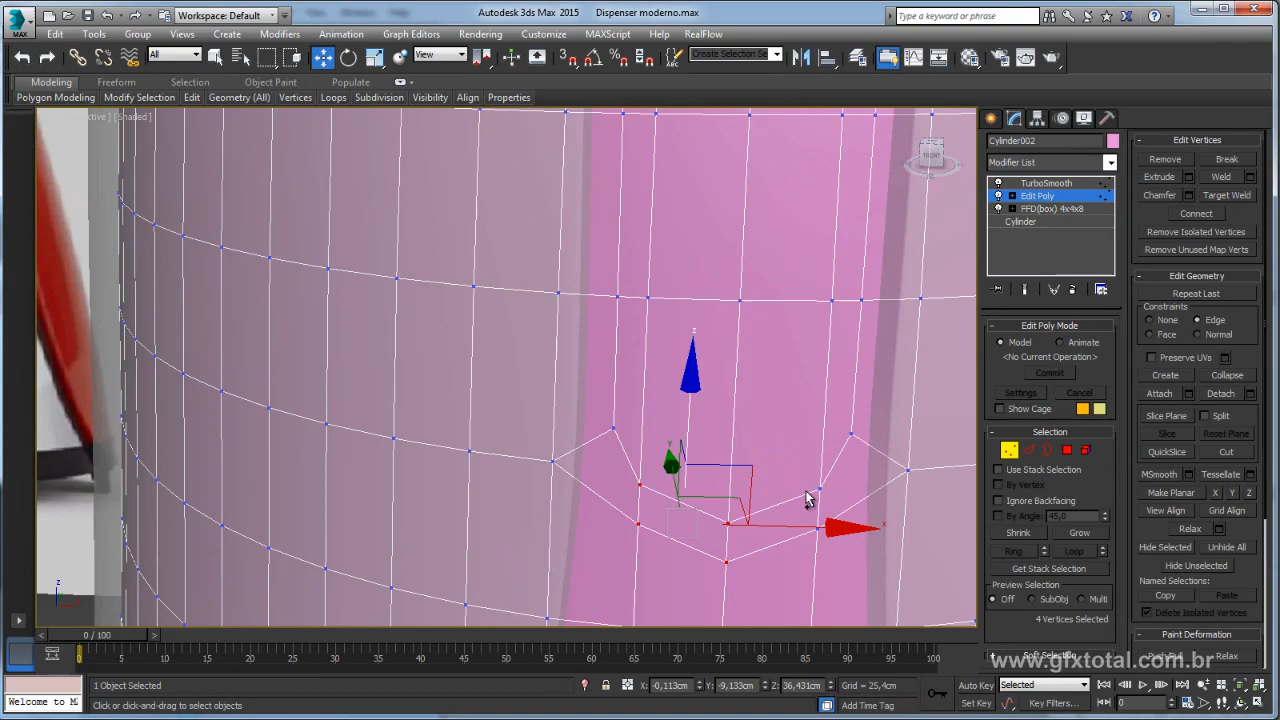 MAX
Workspace: Default
Autodesk 3ds Max 2015
Dispenser moderno.max
Type a keyword or phrase
Edit
Tools
Group
Views
Create
Modifiers
Animation
Graph Editors
Rendering
Customize
MAXScript
Help
RealFlow
All
View
Create Selection Se
Modeling
Freeform
Selection
Object Paint
Populate
Polygon Modeling
Modify Selection
Edit
Geometry (All)
Vertices
Loops
Subdivision
Visibility
Align
Properties
[Shaded]
FRONT
z
x
z
Cylinder002
Modifier List
TurboSmooth
Edit Poly
FFD(box) 4x4x8
Cylinder
Edit Poly Mode
Model
Animate
<No Current Operation>
Commit
Settings
Cancel
Show Cage
Selection
Use Stack Selection
By Vertex
Ignore Backfacing
By Angle:
45,0
Shrink
Grow
Ring
Loop
Get Stack Selection
Preview Selection
Off
SubObj
Multi
4 Vertices Selected
Edit Vertices
Remove
Break
Extrude
Weld
Chamfer
Target Weld
Connect
Remove Isolated Vertices
Remove Unused Map Verts
Edit Geometry
Repeat Last
Constraints
None
Edge
Face
Normal
Preserve UVs
Create
Collapse
Attach
Detach
Slice Plane
Split
Slice
Reset Plane
QuickSlice
Cut
MSmooth
Tessellate
Make Planar
X
Y
Z
View Align
Grid Align
Relax
Hide Selected
Unhide All
Hide Unselected
Named Selections:
Copy
Paste
Delete Isolated Vertices
Paint Deformation
Relax
www.gfxtotal.com.br
0 / 100
0
5
10
15
20
25
30
35
40
45
50
55
60
65
70
75
80
85
90
95
100
1 Object Selected
X: -0,113cm
Y: -9,133cm
Z: 36,431cm
Grid = 25,4cm
Auto Key
Selected
Welcome to M
Click or click-and-drag to select objects
Add Time Tag
Set Key
Key Filters...
0